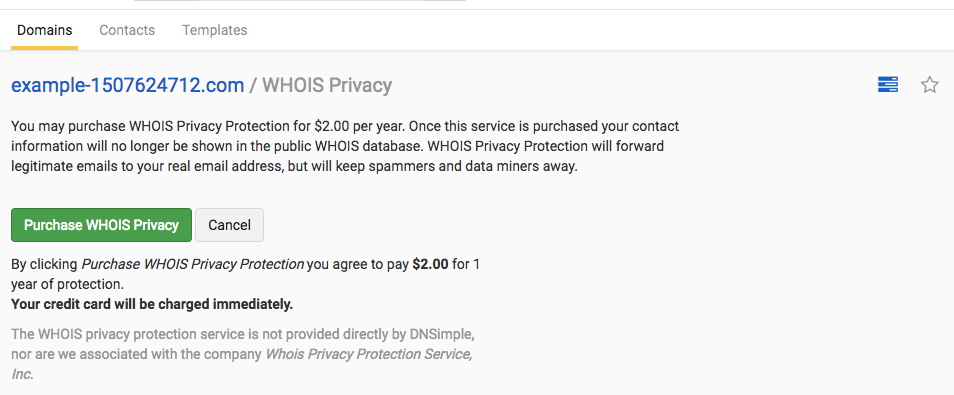 Domains Contacts Templates
example-1507624712.com / WHOIS Privacy
You may purchase WHOIS Privacy Protection for $2.00 per year. Once this service is purchased your contact
information will no longer be shown in the public WHOIS database. WHOIS Privacy Protection will forward
legitimate emails to your real email address, but will keep spammers and data miners away.
Purchase WHOIS Privacy Cancel
By clicking Purchase WHOIS Privacy Protection you agree to pay $2.00 for 1
year of protection.
Your credit card will be charged immediately.
The WHOIS privacy protection service is not provided directly by DNSimple,
nor are we associated with the company Whois Privacy Protection Service,
Inc.